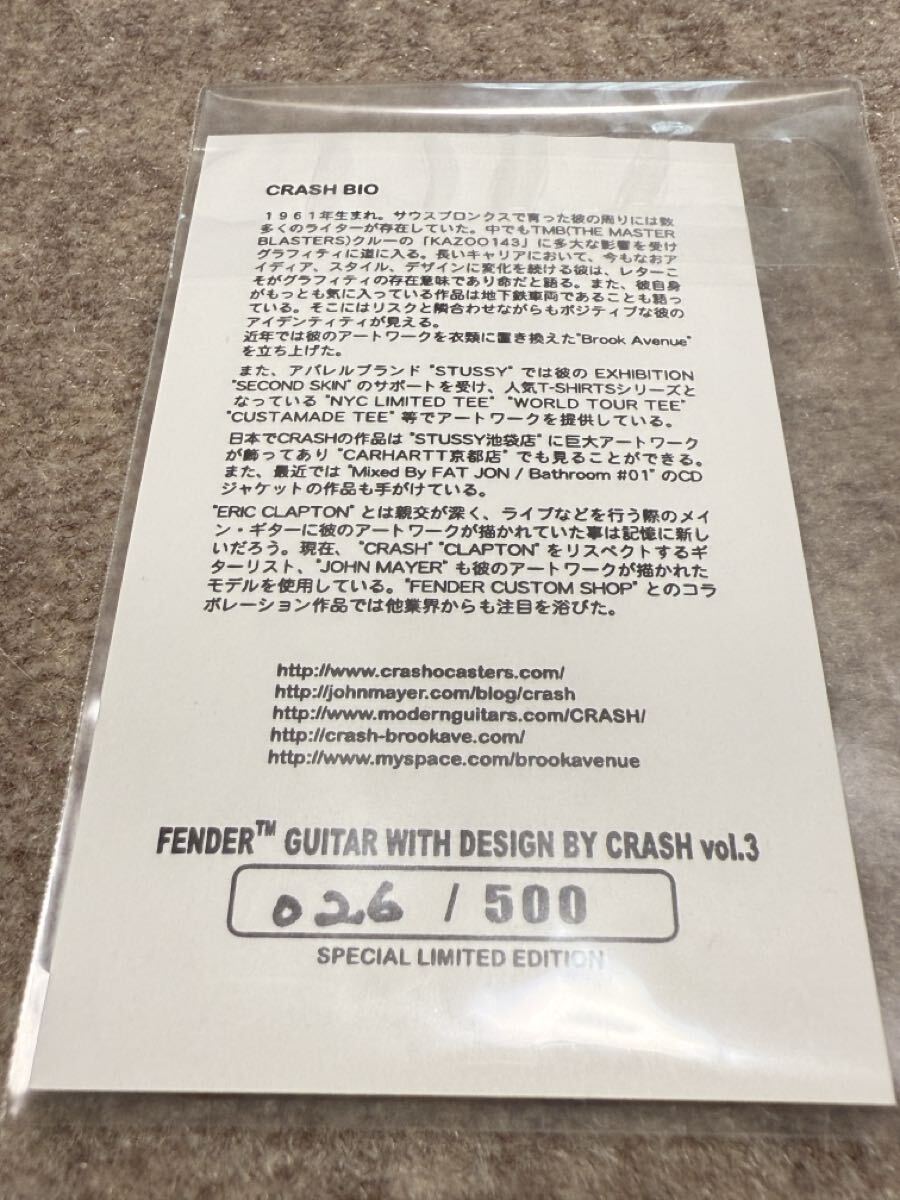 CRASH BIO
1961年生まれ。サウスブロンクスで育った彼の周りには数
多くのライターが存在していた。中でもTMB(THE MASTER
BLASTERS)クルーの「KAZOO143」に多大な影響を受け
グラフィティに道に入る。長いキャリアにおいて、今もなおア
イディア、スタイル、デザインに変化を続ける彼は、レターこ
そがグラフィティの存在意味であり命だと語る。また、彼自身
がもっとも気に入っている作品は地下鉄車両であることも語っ
ている。そこにはリスクと隣合わせながらもポジティブな彼の
アイデンティティが見える。
近年では彼のアートワークを衣類に置き換えた"Brook Avenue"
を立ち上げた。
また、アパレルブランド "STUSSY" では彼の EXHIBITION
"SECOND SKIN" のサポートを受け、人気T-SHIRTSシリーズと
なっている "NYC LIMITED TEE" "WORLD TOUR TEE"
"CUSTAMADE TEE" 等でアートワークを提供している。
日本でCRASHの作品は "STUSSY池袋店" に巨大アートワーク
が飾ってあり "CARHARTT京都店" でも見ることができる。
また、最近では "Mixed By FAT JON / Bathroom #01" のCD
ジャケットの作品も手がけている。
"ERIC CLAPTON" とは親交が深く、ライブなどを行う際のメイ
ン・ギターに彼のアートワークが描かれていた事は記憶に新し
いだろう。現在、 "CRASH" "CLAPTON" をリスペクトするギ
ターリスト、"JOHN MAYER" も彼のアートワークが描かれた
モデルを使用している。"FENDER CUSTOM SHOP" とのコラ
ボレーション作品では他業界からも注目を浴びた。
http://www.crashocasters.com/
http://johnmayer.com/blog/crash
http://www.modernguitars.com/CRASH/
http://crash-brookave.com/
http://www.myspace.com/brookavenue
FENDER™ GUITAR WITH DESIGN BY CRASH vol.3
026 / 500
SPECIAL LIMITED EDITION